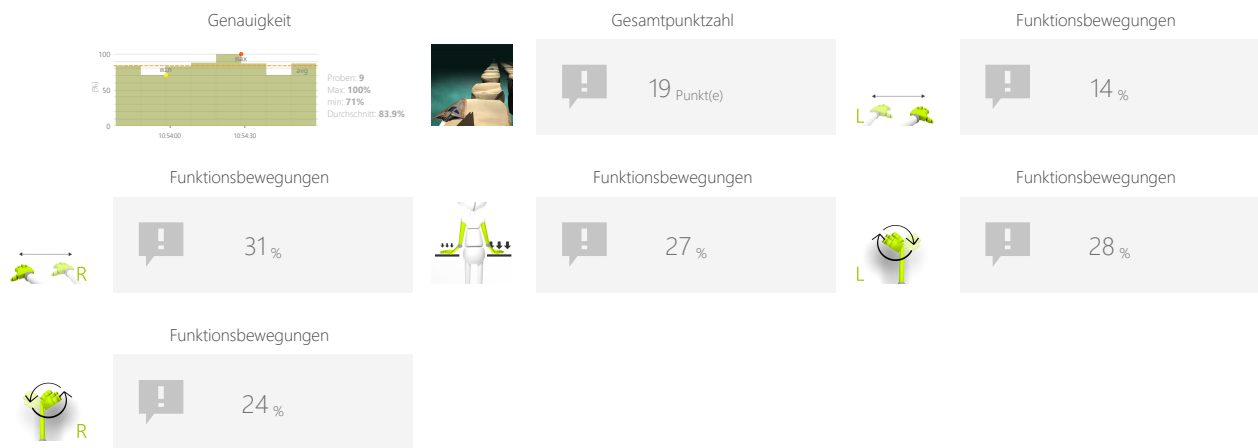 Genauigkeit
100
50
0
[%]
min
max
avg
10:54:00
10:54:30
Proben: 9
Max: 100%
min: 71%
Durchschnitt: 83.9%
Gesamtpunktzahl
19 Punkt(e)
Funktionsbewegungen
L
14 %
Funktionsbewegungen
R
31 %
Funktionsbewegungen
27 %
Funktionsbewegungen
L
28 %
Funktionsbewegungen
R
24 %